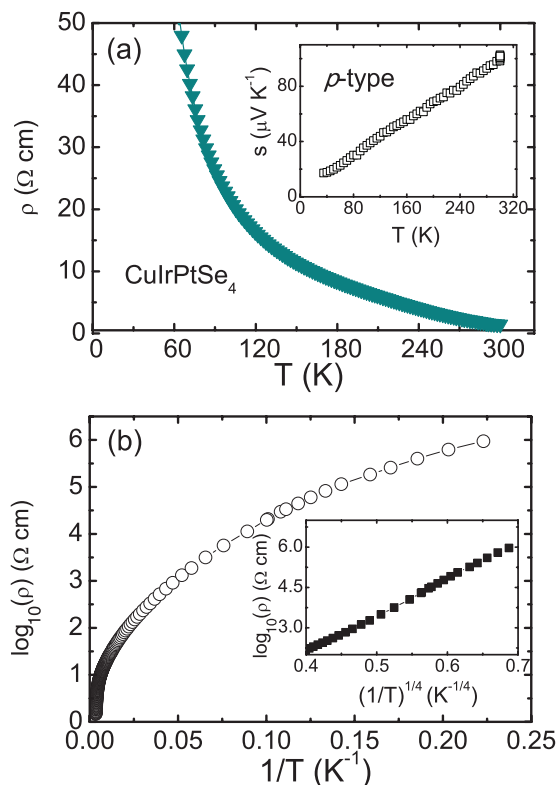 (a)
p-type
s (μV K⁻¹)
100
60
20
0
0 80 160 240 320
T (K)
ρ (Ω cm)
50
40
30
20
10
0
CuIrPtSe₄
0 60 120 180 240 300
T (K)
(b)
log₁₀(ρ) (Ω cm)
6
5
4
3
2
1
0
log₁₀(ρ) (Ω cm)
6.0
4.5
3.0
0.4 0.5 0.6 0.7
(1/T)^1/4 (K^-1/4)
0.00 0.05 0.10 0.15 0.20 0.25
1/T (K⁻¹)